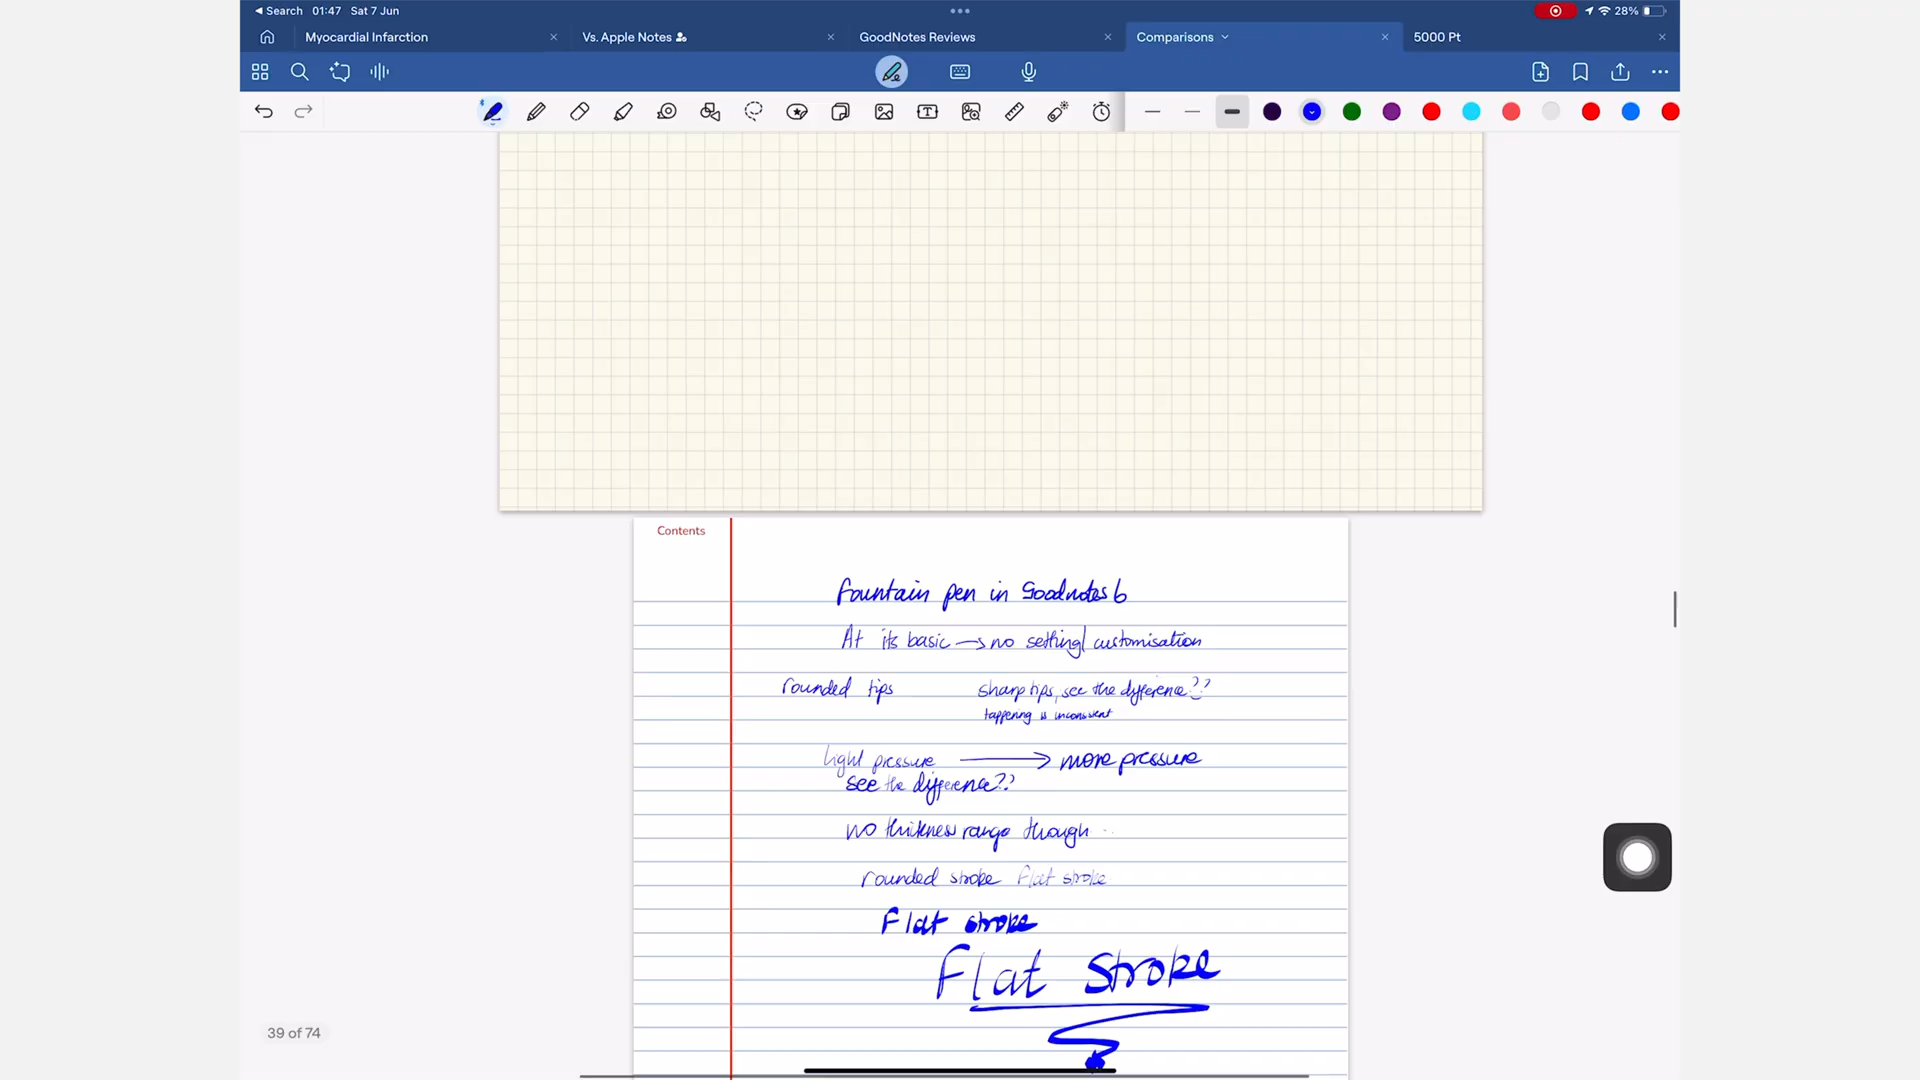 Search 01:47 Sat 7 Jun 28%
Myocardial Infarction Vs. Apple Notes GoodNotes Reviews Comparisons 5000 Pt
Contents
Fountain pen in Goodnotes 6
At its basic → no setting/ customisation
rounded tips sharp tips, see the difference??
tappering is inconsistent
light pressure → more pressure
see the difference??
no thickness range though ..
rounded stroke Flat stroke
Flat stroke
Flat stroke
39 of 74